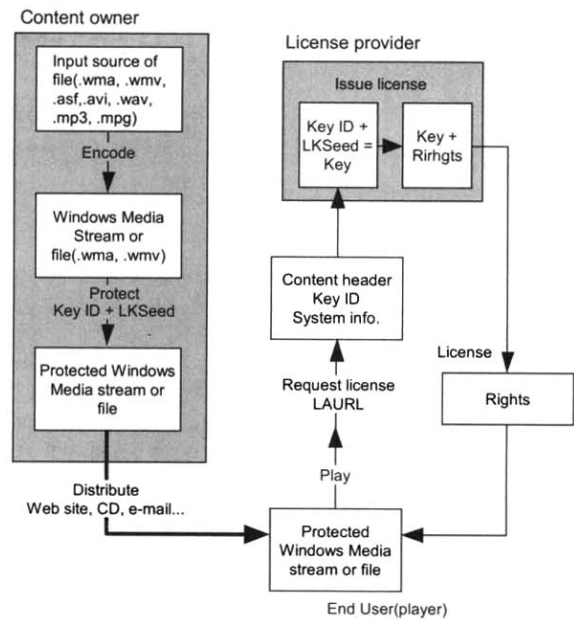 Content owner
Input source of
file(.wma, .wmv,
.asf,.avi, .wav,
.mp3, .mpg)
Encode
Windows Media
Stream or
file(.wma, .wmv)
Protect
Key ID + LKSeed
Protected Windows
Media stream or
file
Distribute
Web site, CD, e-mail...
License provider
Issue license
Key ID +
LKSeed =
Key
Key +
Rirhgts
Content header
Key ID
System info.
Request license
LAURL
Play
License
Rights
Protected
Windows Media
stream or file
End User(player)